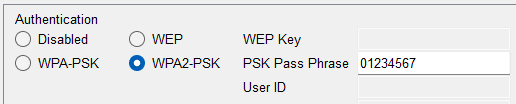 Authentication
Disabled WEP WEP Key
WPA-PSK WPA2-PSK PSK Pass Phrase 01234567
User ID